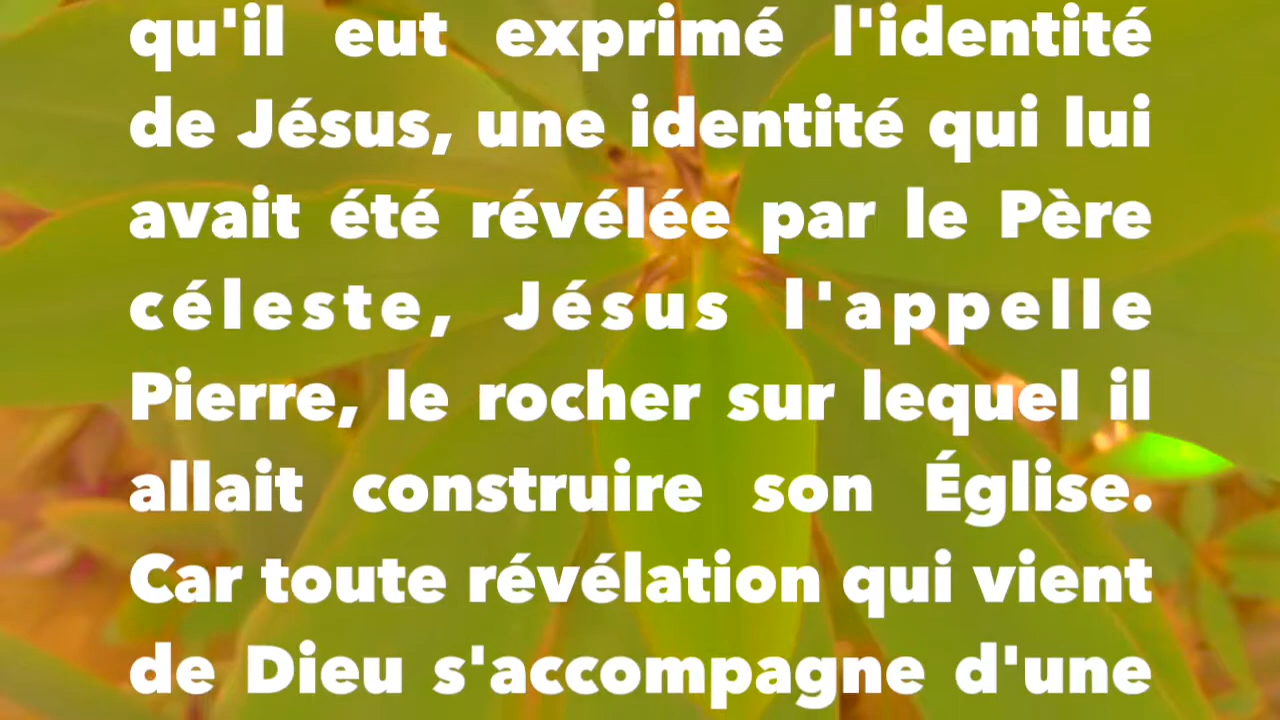 qu'il eut exprimé l'identité
de Jésus, une identité qui lui
avait été révélée par le Père
céleste, Jésus l'appelle
Pierre, le rocher sur lequel il
allait construire son Église.
Car toute révélation qui vient
de Dieu s'accompagne d'une